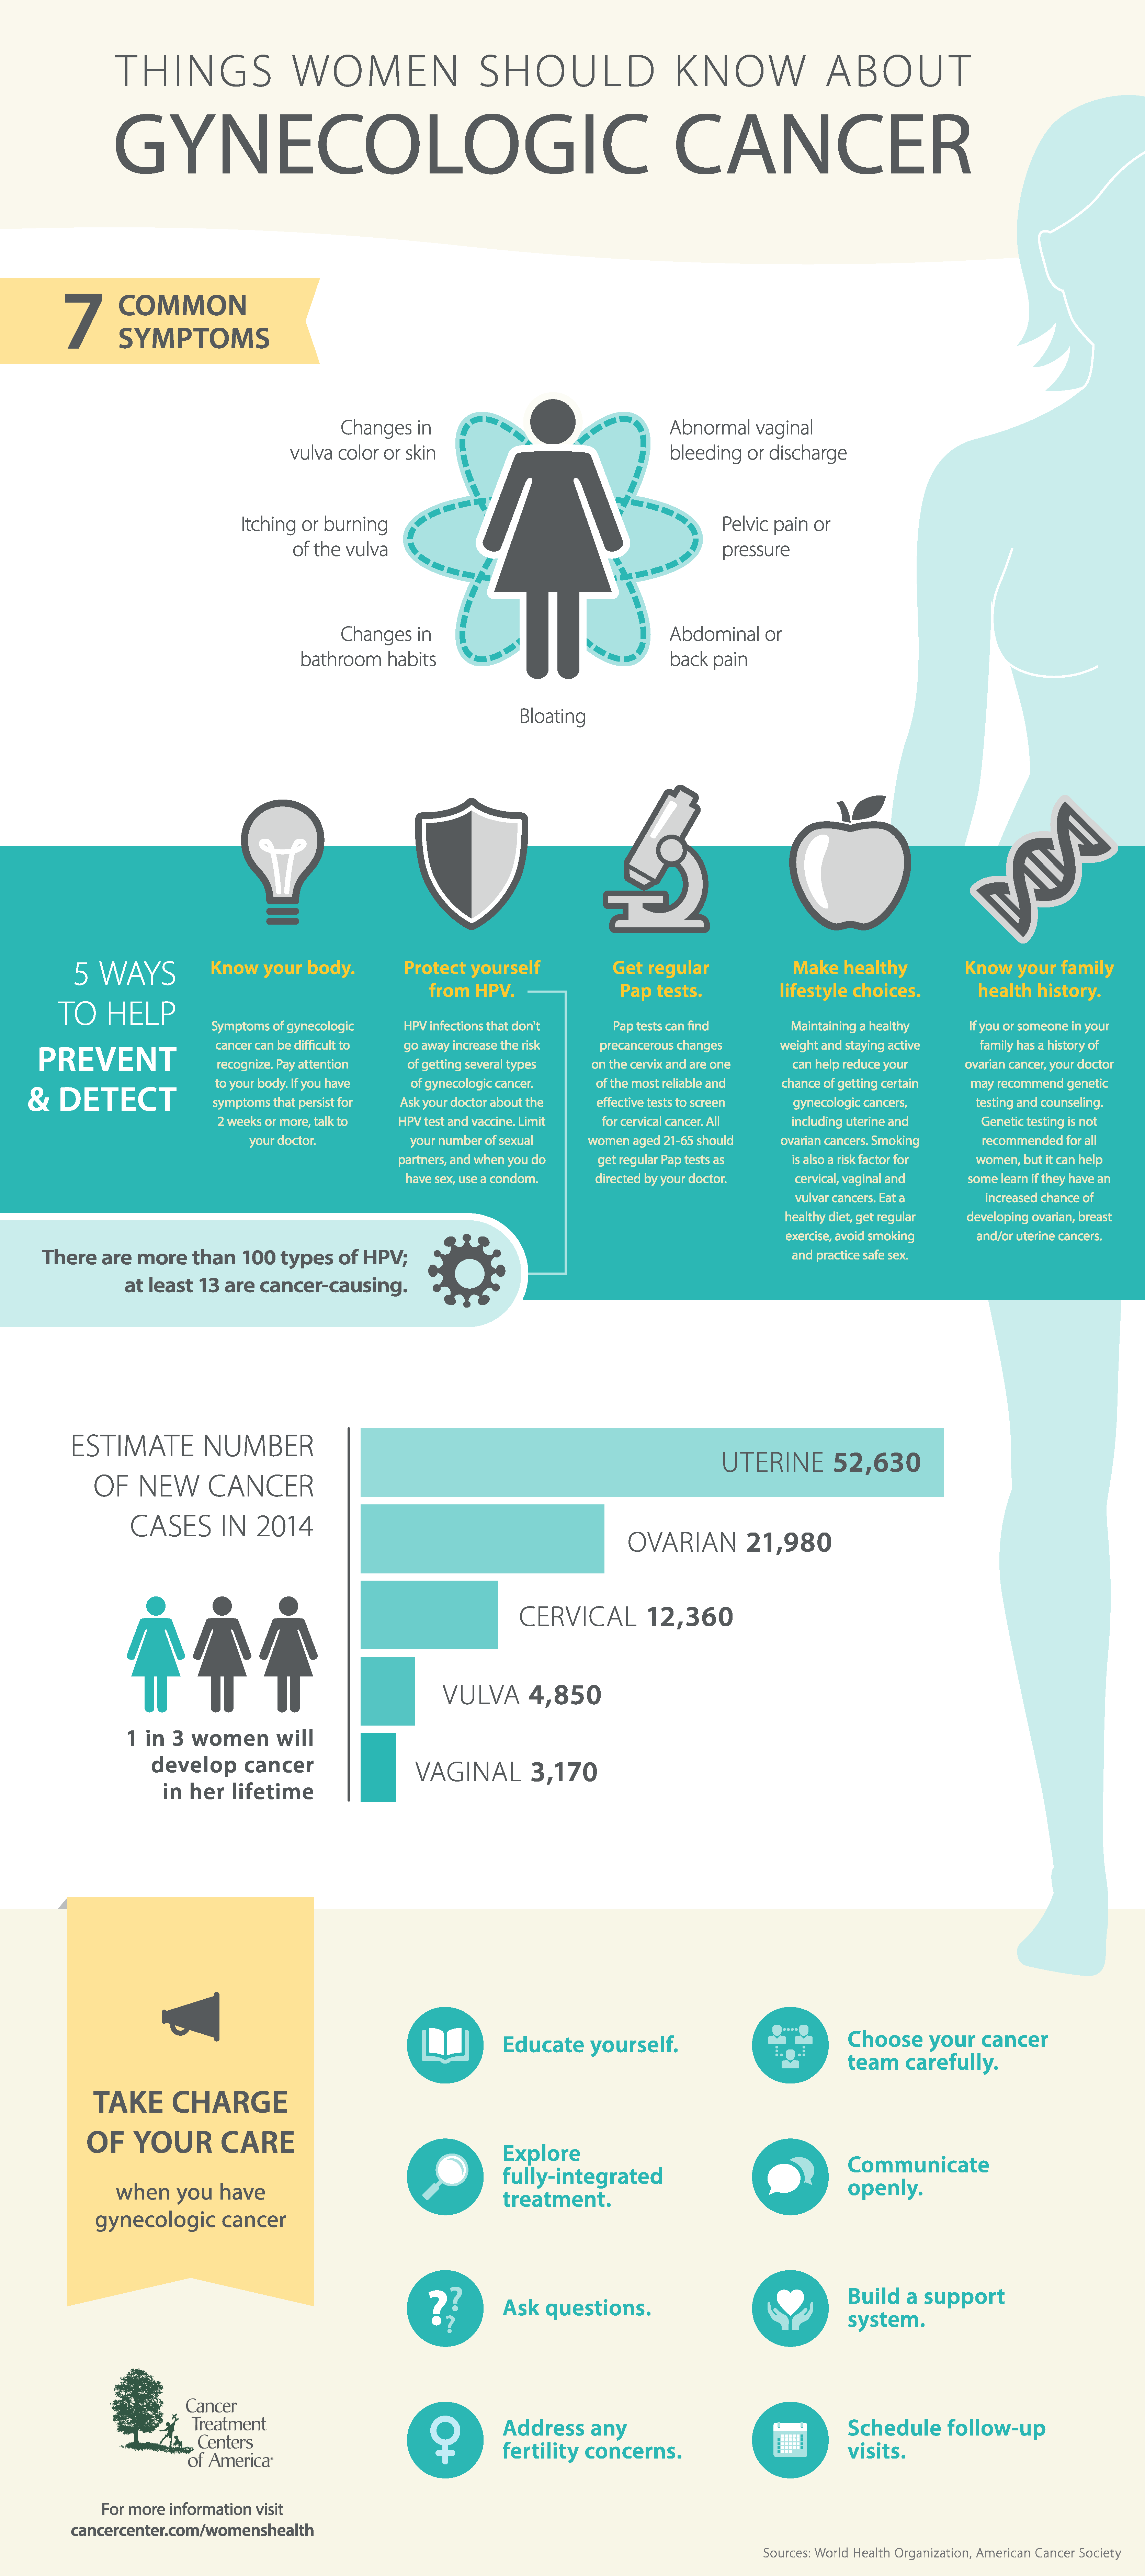 THINGS WOMEN SHOULD KNOW ABOUT
GYNECOLOGIC CANCER
7 COMMON
SYMPTOMS
Changes in
vulva color or skin
Abnormal vaginal
bleeding or discharge
Itching or burning
of the vulva
Pelvic pain or
pressure
Changes in
bathroom habits
Abdominal or
back pain
Bloating
5 WAYS
TO HELP
PREVENT
& DETECT
Know your body.
Symptoms of gynecologic
cancer can be difficult to
recognize. Pay attention
to your body. If you have
symptoms that persist for
2 weeks or more, talk to
your doctor.
Protect yourself
from HPV.
HPV infections that don't
go away increase the risk
of getting several types
of gynecologic cancer.
Ask your doctor about the
HPV test and vaccine. Limit
your number of sexual
partners, and when you do
have sex, use a condom.
Get regular
Pap tests.
Pap tests can find
precancerous changes
on the cervix and are one
of the most reliable and
effective tests to screen
for cervical cancer. All
women aged 21-65 should
get regular Pap tests as
directed by your doctor.
Make healthy
lifestyle choices.
Maintaining a healthy
weight and staying active
can help reduce your
chance of getting certain
gynecologic cancers,
including uterine and
ovarian cancers. Smoking
is also a risk factor for
cervical, vaginal and
vulvar cancers. Eat a
healthy diet, get regular
exercise, avoid smoking
and practice safe sex.
Know your family
health history.
If you or someone in your
family has a history of
ovarian cancer, your doctor
may recommend genetic
testing and counseling.
Genetic testing is not
recommended for all
women, but it can help
some learn if they have an
increased chance of
developing ovarian, breast
and/or uterine cancers.
There are more than 100 types of HPV;
at least 13 are cancer-causing.
ESTIMATE NUMBER
OF NEW CANCER
CASES IN 2014
UTERINE 52,630
OVARIAN 21,980
CERVICAL 12,360
VULVA 4,850
VAGINAL 3,170
1 in 3 women will
develop cancer
in her lifetime
TAKE CHARGE
OF YOUR CARE
when you have
gynecologic cancer
Educate yourself.
Choose your cancer
team carefully.
Explore
fully-integrated
treatment.
Communicate
openly.
???
Ask questions.
Build a support
system.
Address any
fertility concerns.
Schedule follow-up
visits.
Cancer
Treatment
Centers
of America®
For more information visit
cancercenter.com/womenshealth
Sources: World Health Organization, American Cancer Society